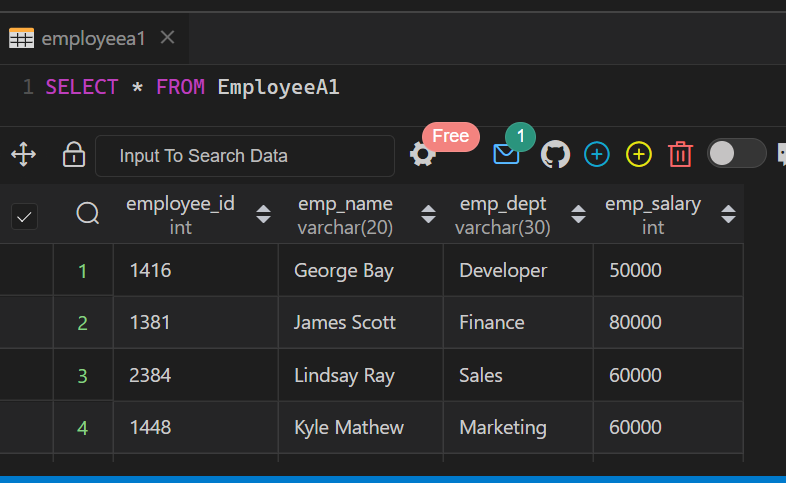 employeea1
1 SELECT * FROM EmployeeA1
Free
1
Input To Search Data
employee_id emp_name emp_dept emp_salary
int varchar(20) varchar(30) int
1 1416 George Bay Developer 50000
2 1381 James Scott Finance 80000
3 2384 Lindsay Ray Sales 60000
4 1448 Kyle Mathew Marketing 60000